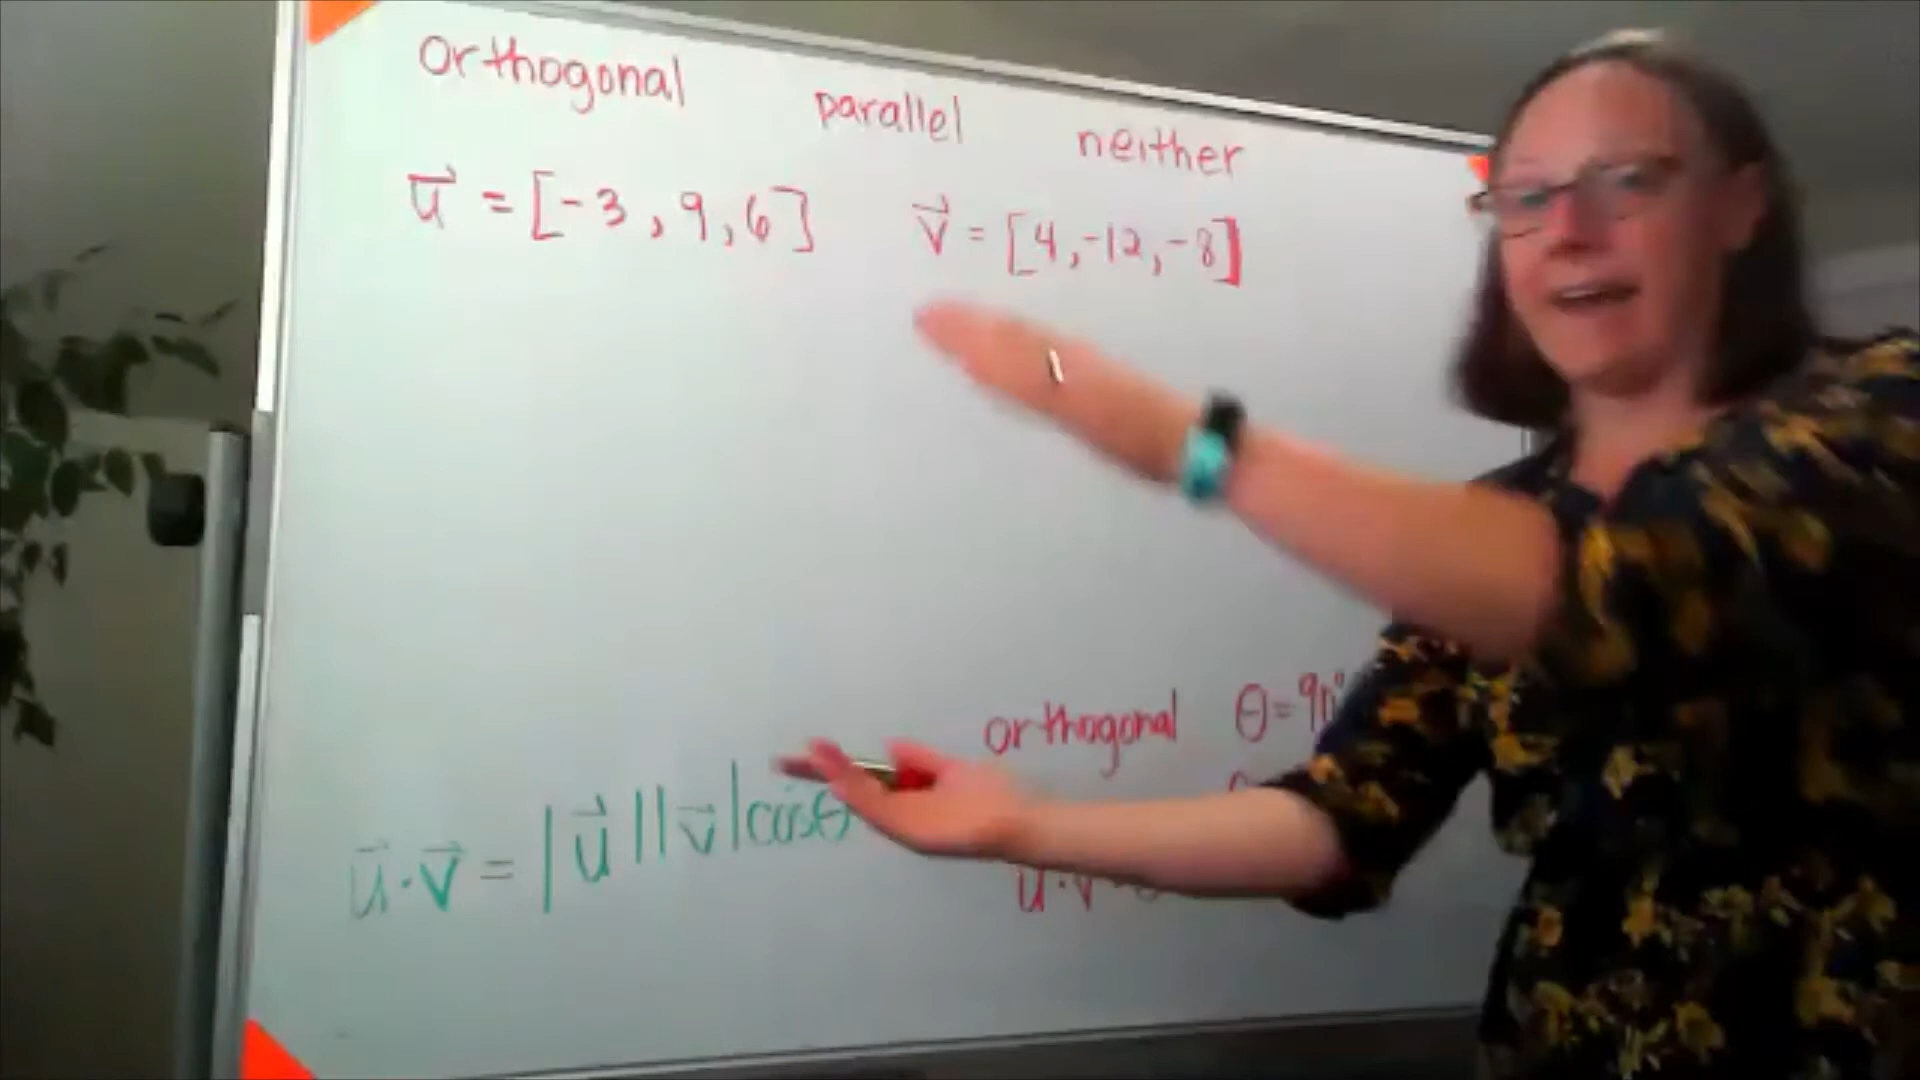 orthogonal parallel neither
u⃗ = [-3, 9, 6] v⃗ = [4, -12, -8]
orthogonal θ=90°
u⃗·v⃗ = |u⃗||v⃗|cosθ